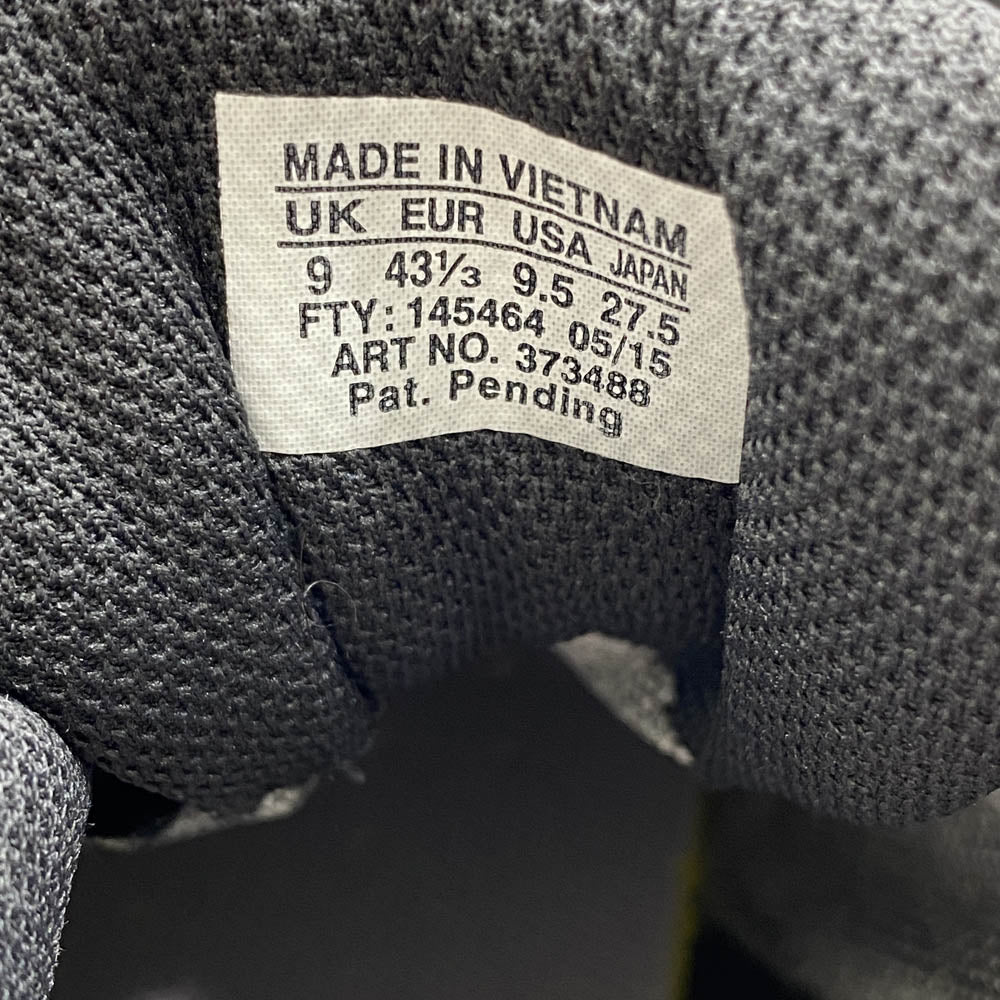 MADE IN VIETNAM
UK EUR USA JAPAN
9 43⅓ 9.5 27.5
FTY: 145464 05/15
ART NO. 373488
Pat. Pending